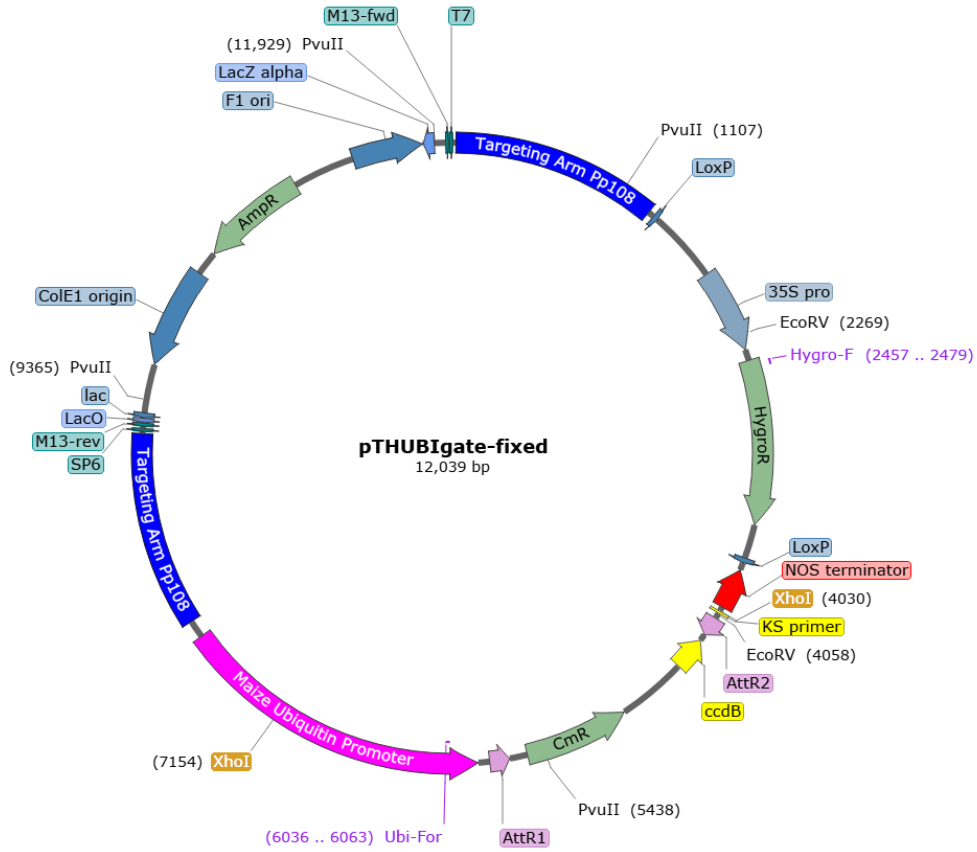 M13-fwd
T7
(11,929) PvuII
LacZ alpha
F1 ori
Targeting Arm Pp108
PvuII (1107)
LoxP
AmpR
ColE1 origin
35S pro
EcoRV (2269)
Hygro-F (2457 .. 2479)
(9365) PvuII
lac
LacO
M13-rev
SP6
HygroR
pTHUBIgate-fixed
12,039 bp
Targeting Arm Pp108
LoxP
NOS terminator
XhoI (4030)
KS primer
EcoRV (4058)
AttR2
ccdB
Maize Ubiquitin Promoter
CmR
(7154) XhoI
PvuII (5438)
(6036 .. 6063) Ubi-For
AttR1